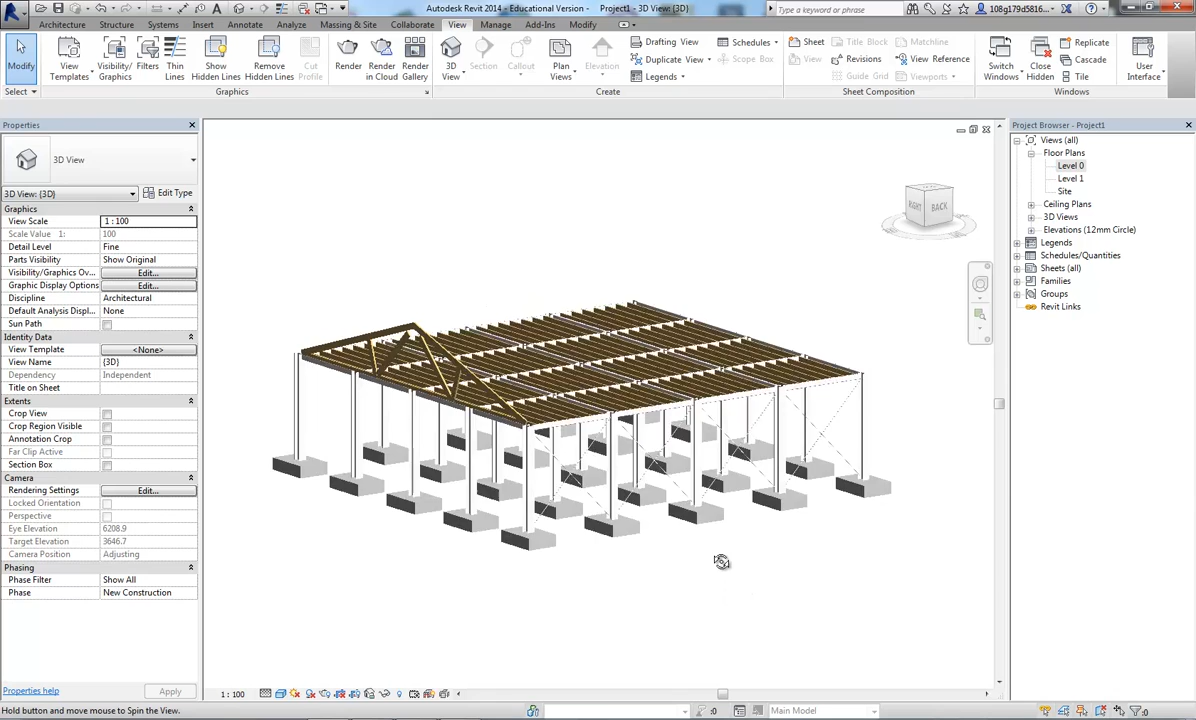 Autodesk Revit 2014 - Educational Version - Project1 - 3D View: {3D}
Type a keyword or phrase
108g179d5816...
Architecture Structure Systems Insert Annotate Analyze Massing & Site Collaborate View Manage Add-Ins Modify
Modify
View Templates
Visibility/ Graphics
Filters
Thin Lines
Show Hidden Lines
Remove Hidden Lines
Cut Profile
Render
Render in Cloud
Render Gallery
3D View
Section
Callout
Plan Views
Elevation
Drafting View
Duplicate View
Legends
Schedules
Scope Box
Sheet
View
Title Block
Revisions
Guide Grid
Matchline
View Reference
Viewports
Switch Windows
Close Hidden
Replicate
Cascade
Tile
User Interface
Select
Graphics
Create
Sheet Composition
Windows
Properties
3D View
3D View: {3D}
Edit Type
Graphics
View Scale 1 : 100
Scale Value 1: 100
Detail Level Fine
Parts Visibility Show Original
Visibility/Graphics Ov... Edit...
Graphic Display Options Edit...
Discipline Architectural
Default Analysis Displ... None
Sun Path
Identity Data
View Template <None>
View Name {3D}
Dependency Independent
Title on Sheet
Extents
Crop View
Crop Region Visible
Annotation Crop
Far Clip Active
Section Box
Camera
Rendering Settings Edit...
Locked Orientation
Perspective
Eye Elevation 6208.9
Target Elevation 3646.7
Camera Position Adjusting
Phasing
Phase Filter Show All
Phase New Construction
Properties help
Apply
RIGHT BACK
Project Browser - Project1
Views (all)
Floor Plans
Level 0
Level 1
Site
Ceiling Plans
3D Views
Elevations (12mm Circle)
Legends
Schedules/Quantities
Sheets (all)
Families
Groups
Revit Links
1 : 100
Hold button and move mouse to Spin the View.
:0
Main Model
:0